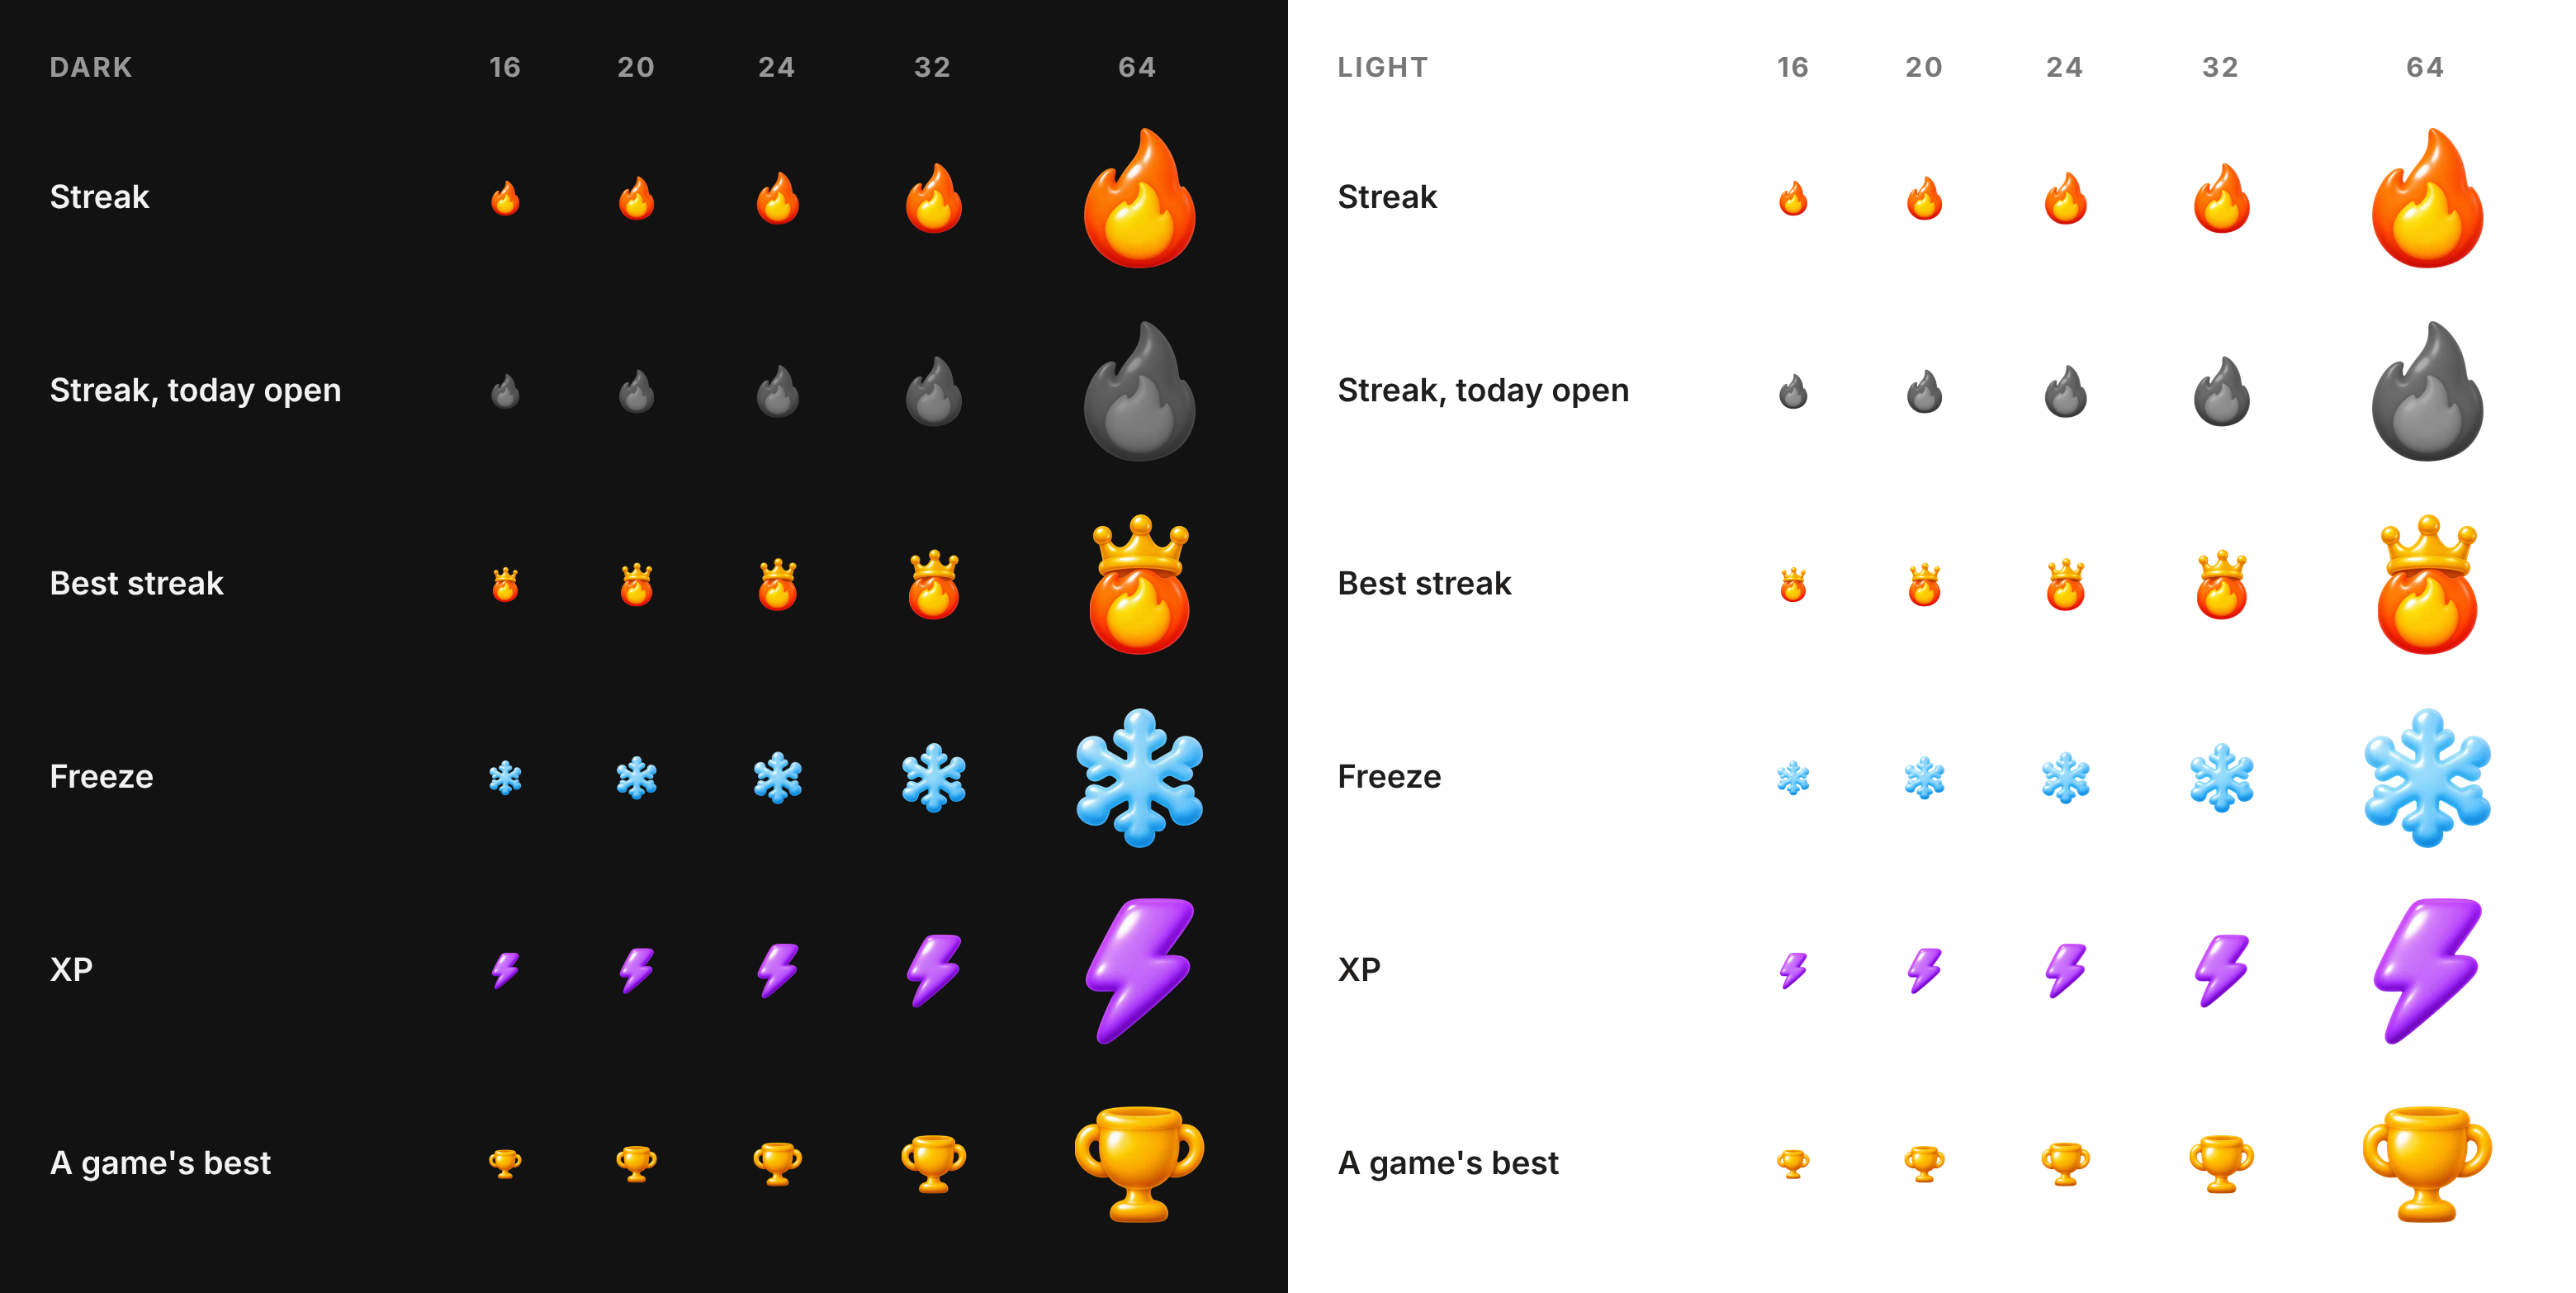 DARK 16 20 24 32 64
Streak
Streak, today open
Best streak
Freeze
XP
A game's best
LIGHT 16 20 24 32 64
Streak
Streak, today open
Best streak
Freeze
XP
A game's best